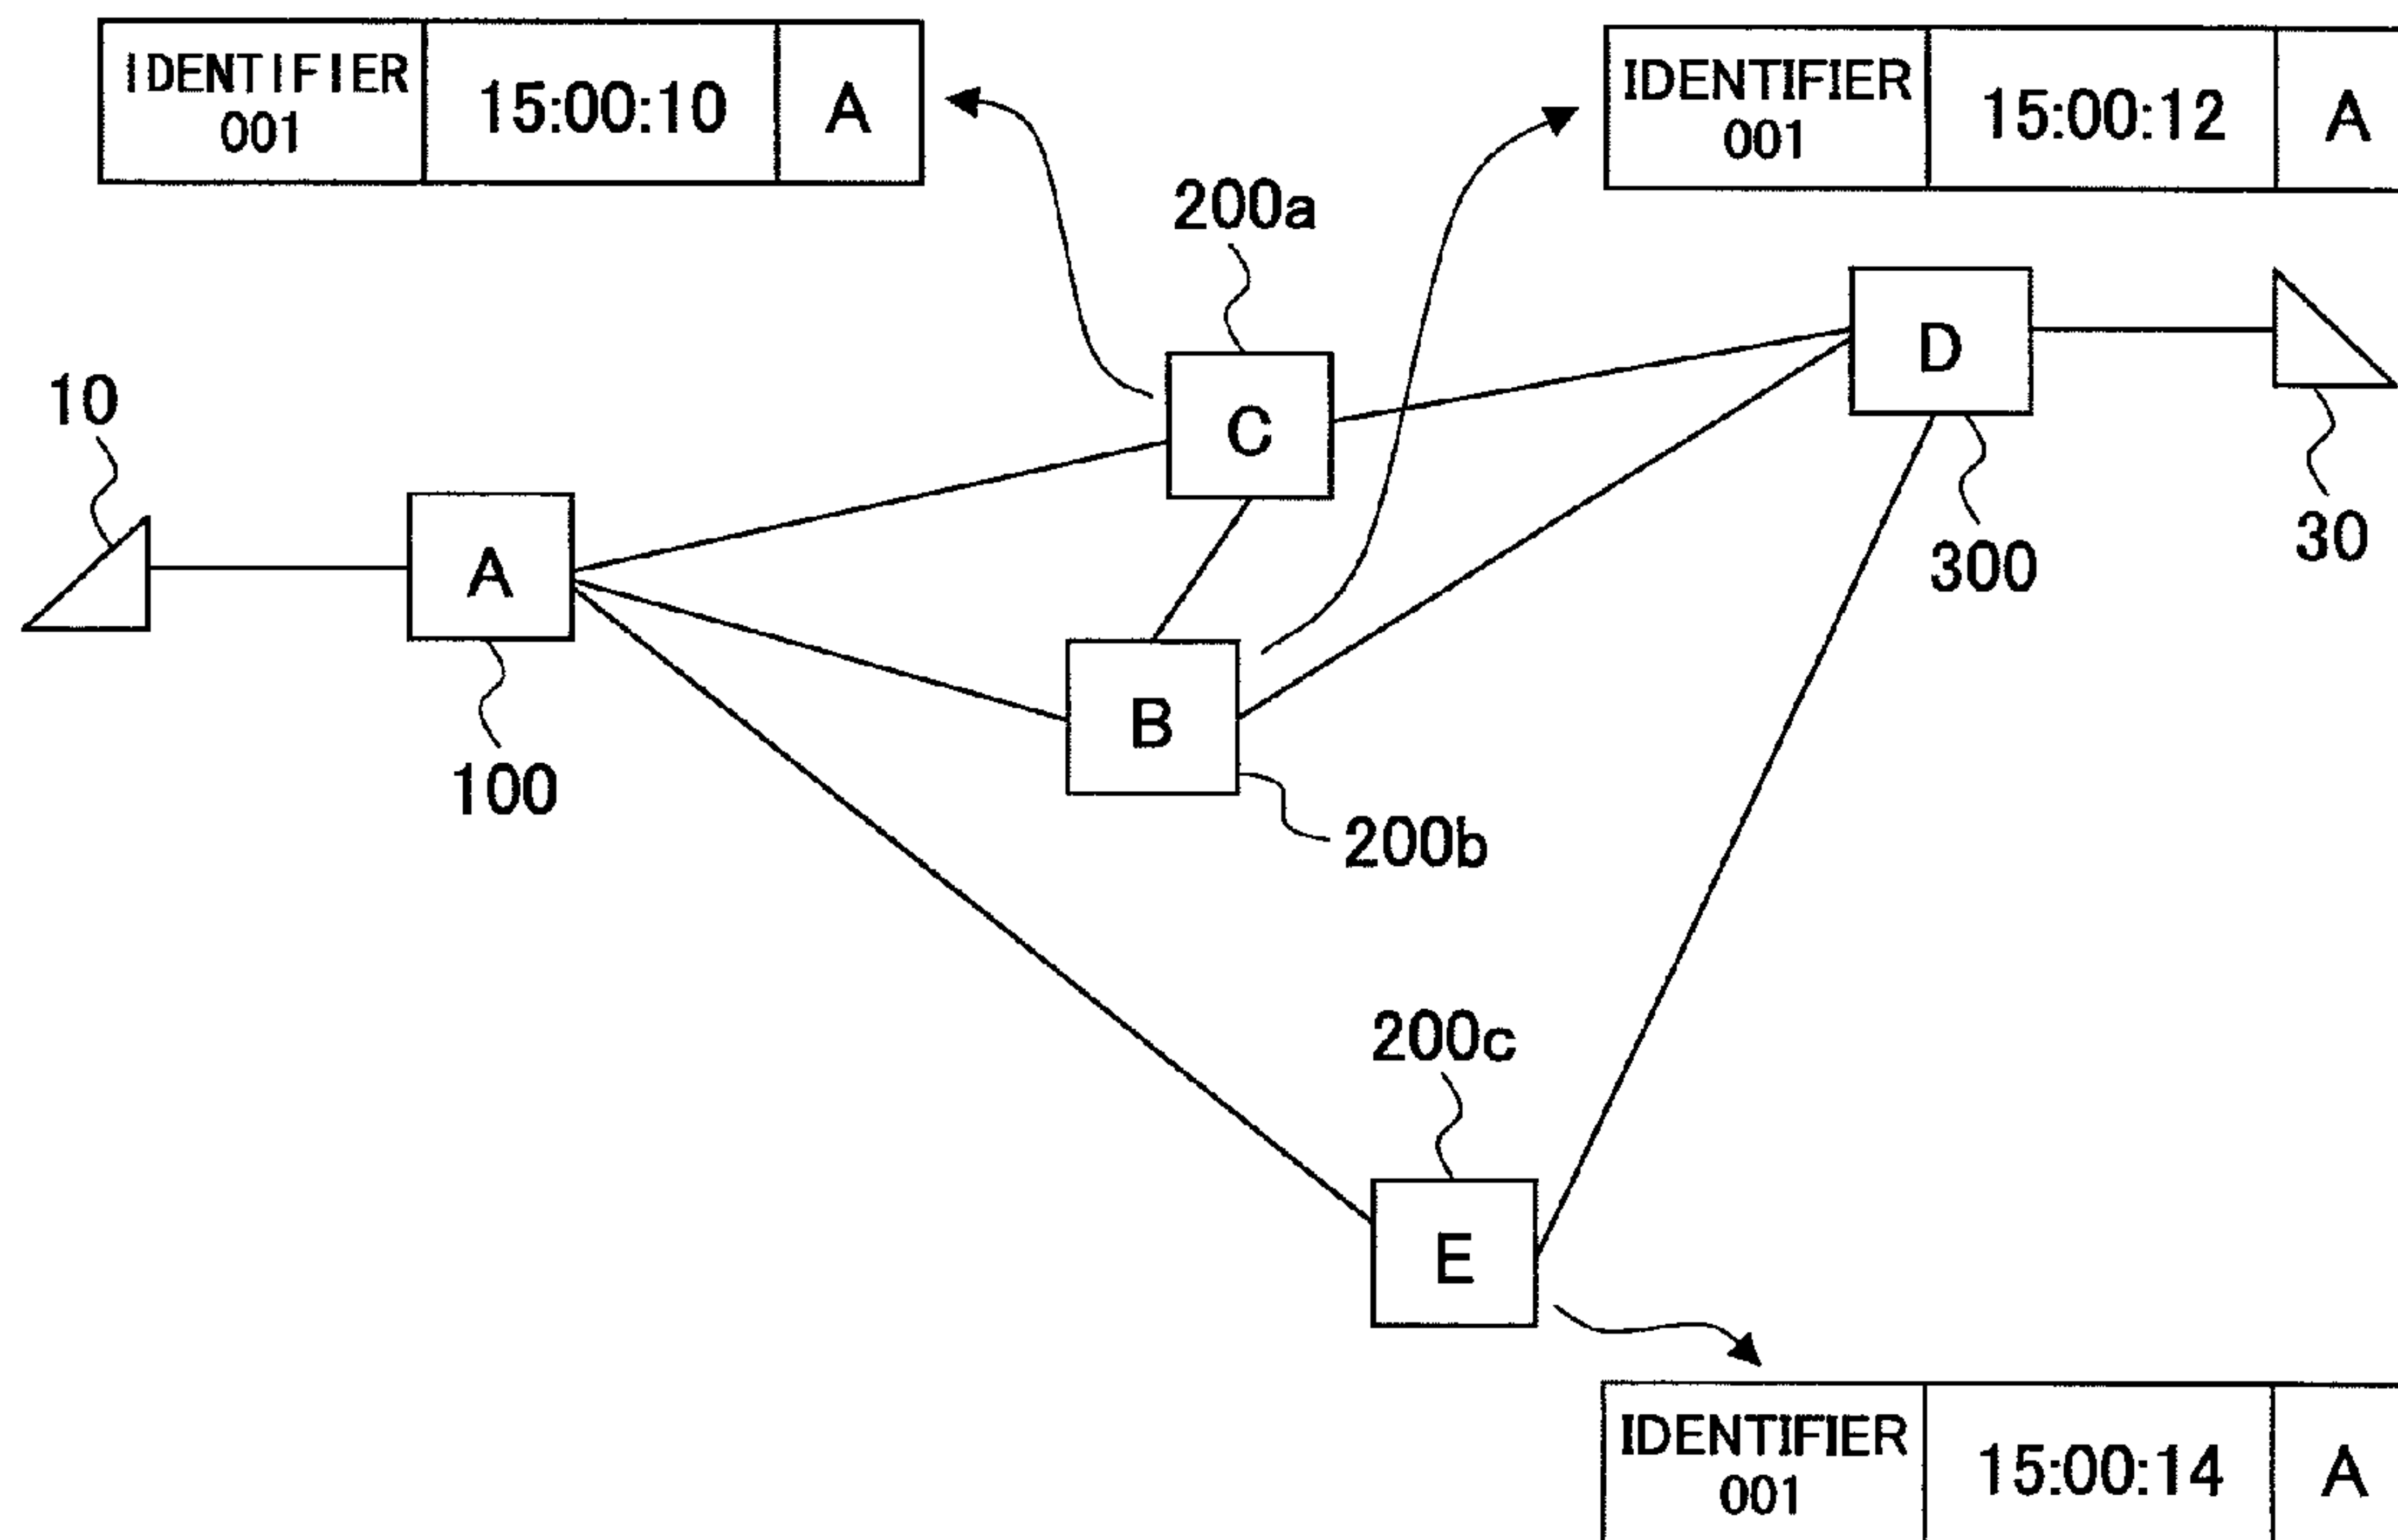 IDENTIFIER
001
15:00:10
A
IDENTIFIER
001
15:00:12
A
200a
10
C
D
A
30
300
B
100
200b
200c
E
IDENTIFIER
001
15:00:14
A